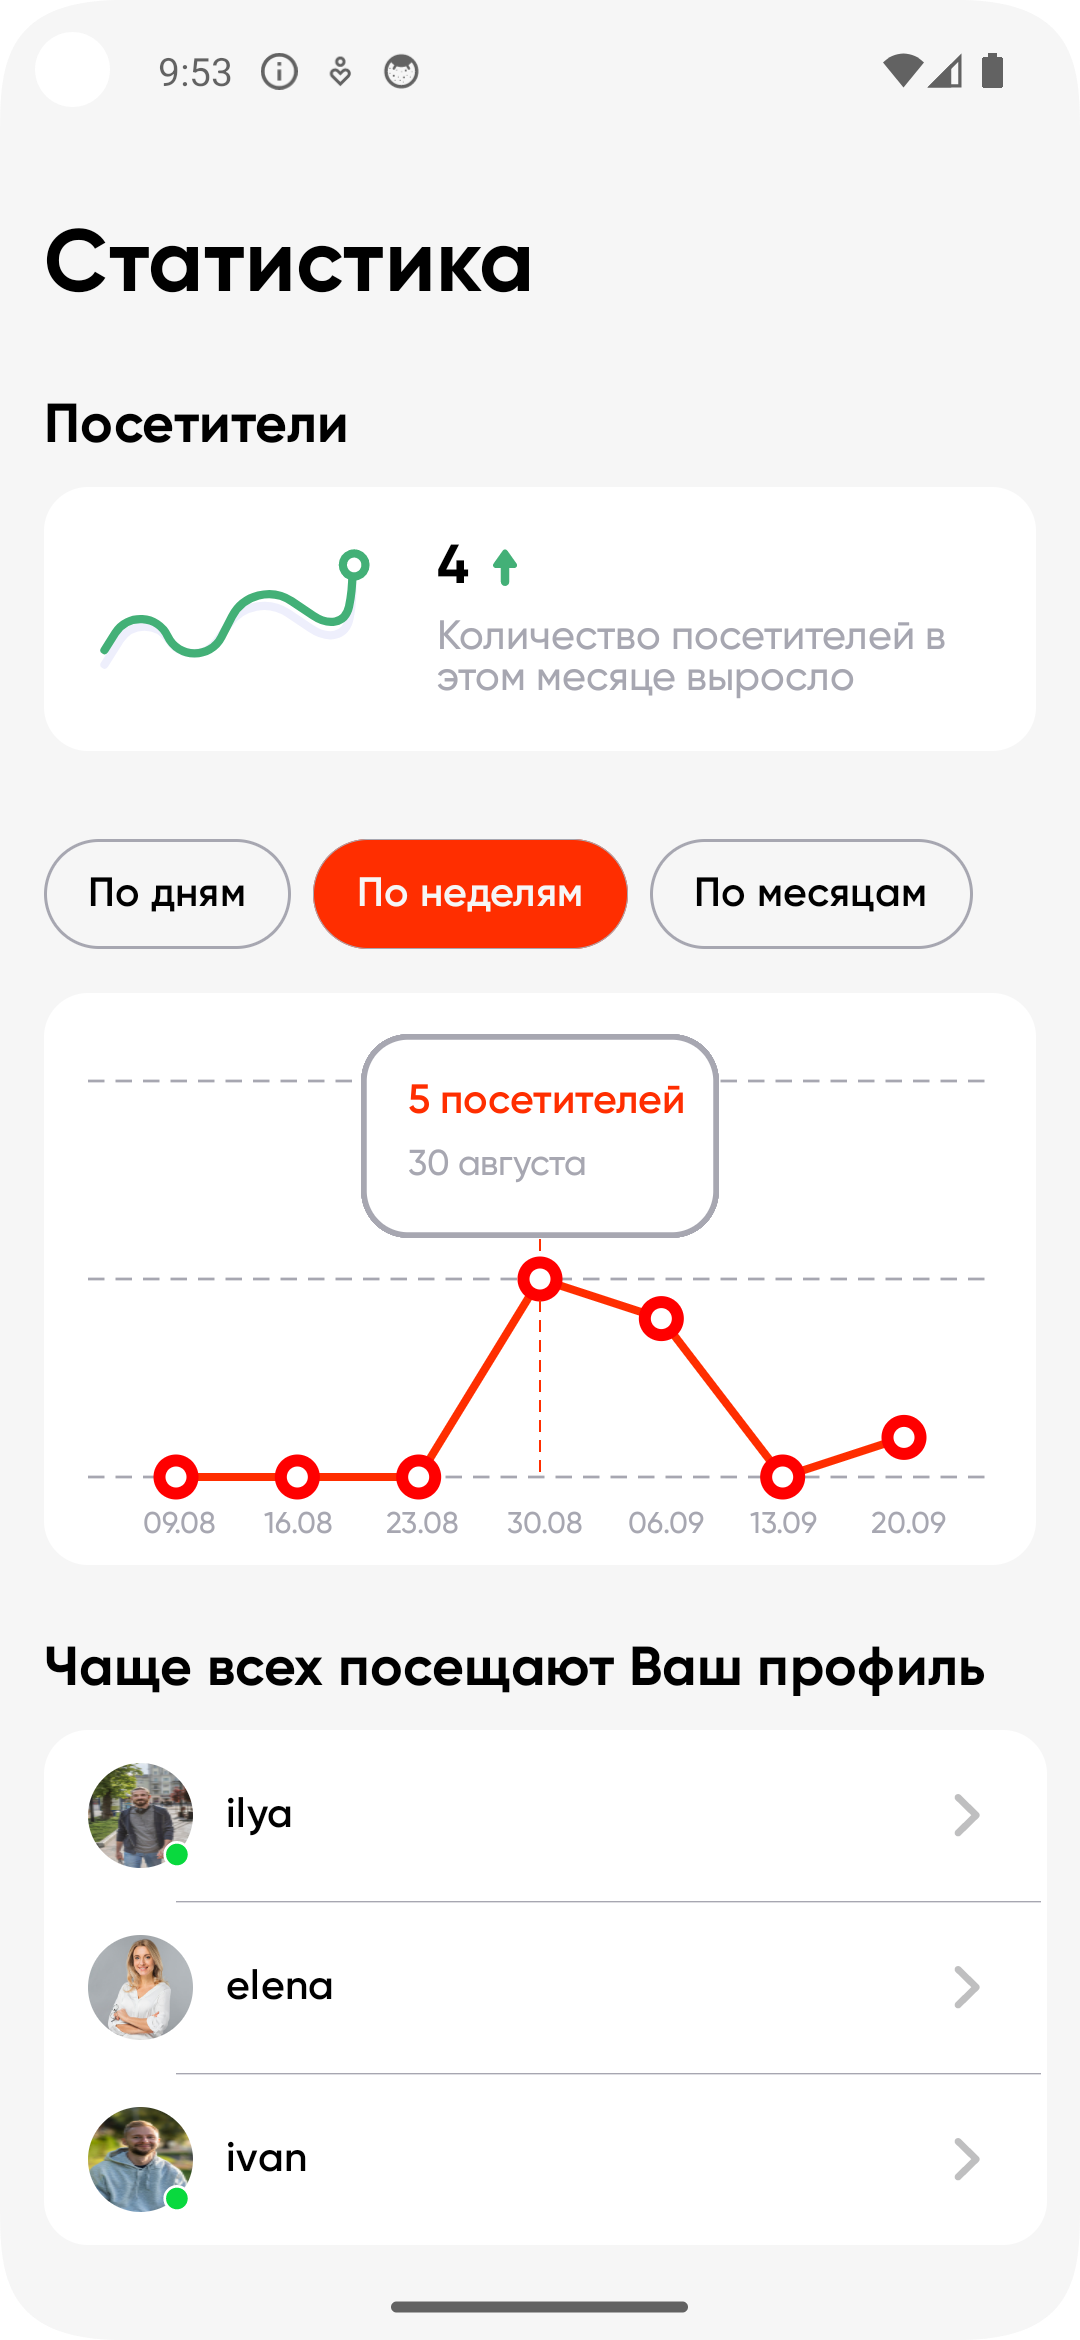 9:53
Статистика
Посетители
4
Количество посетителей в
этом месяце выросло
По дням
По неделям
По месяцам
5 посетителей
30 августа
09.08 16.08 23.08 30.08 06.09 13.09 20.09
Чаще всех посещают Ваш профиль
ilya
elena
ivan